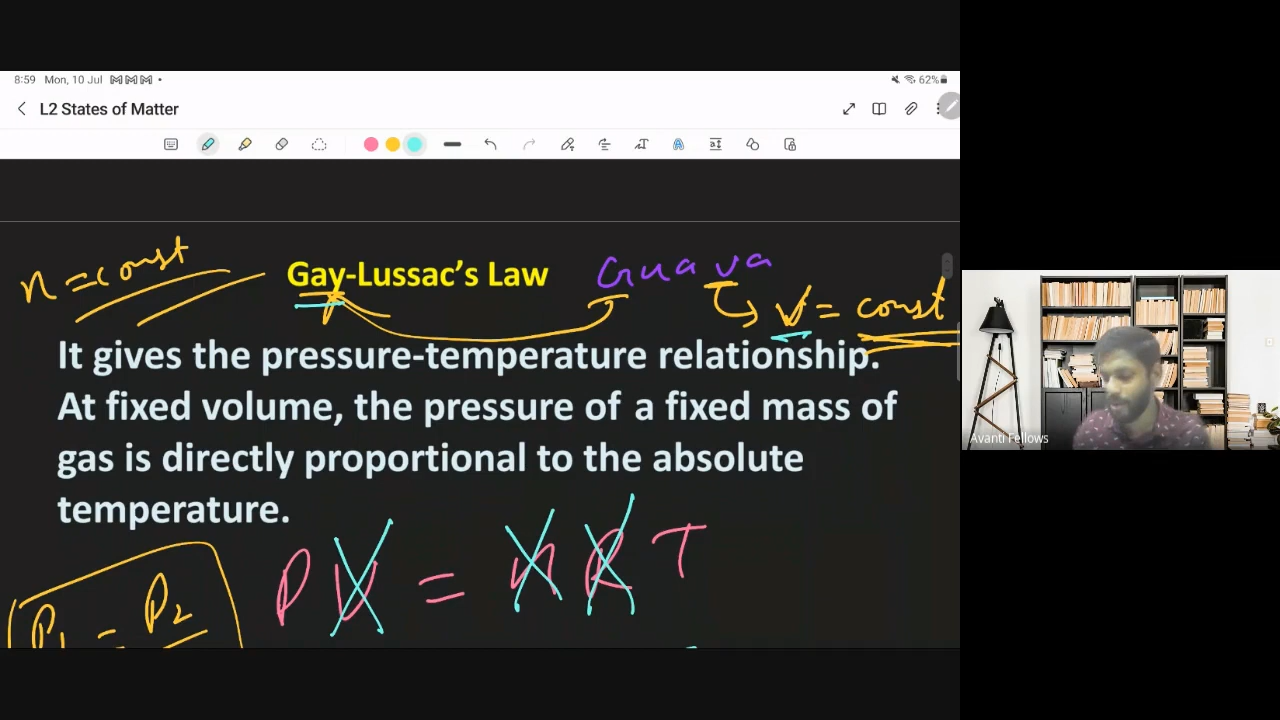 8:59 Mon, 10 Jul
62%
L2 States of Matter
n = const
Gay-Lussac's Law
Guava
V = const
It gives the pressure-temperature relationship.
At fixed volume, the pressure of a fixed mass of
gas is directly proportional to the absolute
temperature.
PV = nRT
P1 = P2
Avanti Fellows